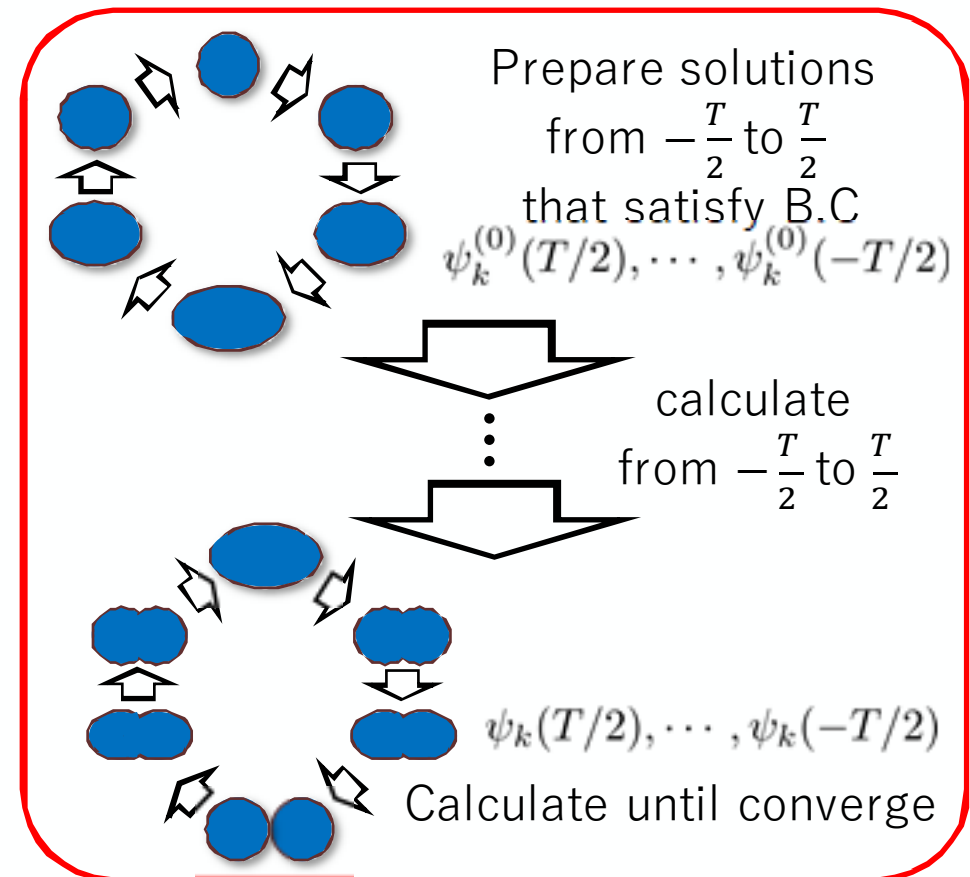 Prepare solutions
from −T/2 to T/2
that satisfy B.C
ψ_k^{(0)}(T/2), ⋯ , ψ_k^{(0)}(−T/2)
calculate
from −T/2 to T/2
ψ_k(T/2), ⋯ , ψ_k(−T/2)
Calculate until converge